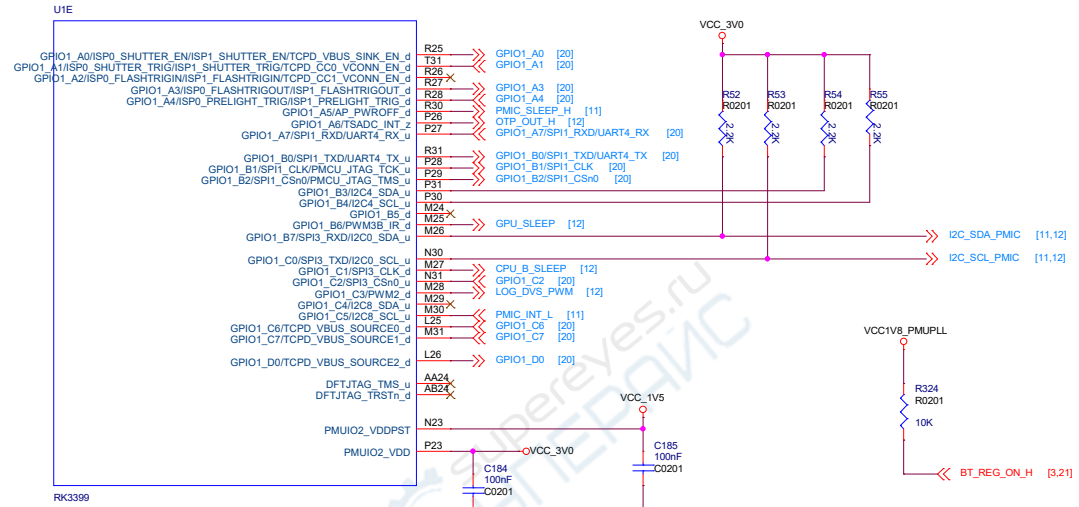 U1E
VCC_3V0
GPIO1_A0/ISP0_SHUTTER_EN/ISP1_SHUTTER_EN/TCPD_VBUS_SINK_EN_d R25 GPIO1_A0 [20]
GPIO1_A1/ISP0_SHUTTER_TRIG/ISP1_SHUTTER_TRIG/TCPD_CC0_VCONN_EN_d T31 GPIO1_A1 [20]
GPIO1_A2/ISP0_FLASHTRIGIN/ISP1_FLASHTRIGIN/TCPD_CC1_VCONN_EN_d R26
GPIO1_A3/ISP0_FLASHTRIGOUT/ISP1_FLASHTRIGOUT_d R27 GPIO1_A3 [20]
GPIO1_A4/ISP0_PRELIGHT_TRIG/ISP1_PRELIGHT_TRIG_d R28 GPIO1_A4 [20]
GPIO1_A5/AP_PWROFF_d R30 PMIC_SLEEP_H [11]
GPIO1_A6/TSADC_INT_z P26 OTP_OUT_H [12]
GPIO1_A7/SPI1_RXD/UART4_RX_u P27 GPIO1_A7/SPI1_RXD/UART4_RX [20]
R52 R53 R54 R55
R0201 R0201 R0201 R0201
2.2K 2.2K 2.2K 2.2K
GPIO1_B0/SPI1_TXD/UART4_TX_u R31 GPIO1_B0/SPI1_TXD/UART4_TX [20]
GPIO1_B1/SPI1_CLK/PMCU_JTAG_TCK_u P28 GPIO1_B1/SPI1_CLK [20]
GPIO1_B2/SPI1_CSn0/PMCU_JTAG_TMS_u P29 GPIO1_B2/SPI1_CSn0 [20]
GPIO1_B3/I2C4_SDA_u P31
GPIO1_B4/I2C4_SCL_u P30
GPIO1_B5_d M24
GPIO1_B6/PWM3B_IR_d M25 GPU_SLEEP [12]
GPIO1_B7/SPI3_RXD/I2C0_SDA_u M26 I2C_SDA_PMIC [11,12]
GPIO1_C0/SPI3_TXD/I2C0_SCL_u N30 I2C_SCL_PMIC [11,12]
GPIO1_C1/SPI3_CLK_d M27 CPU_B_SLEEP [12]
GPIO1_C2/SPI3_CSn0_u N31 GPIO1_C2 [20]
GPIO1_C3/PWM2_d M28 LOG_DVS_PWM [12]
GPIO1_C4/I2C8_SDA_u M29
GPIO1_C5/I2C8_SCL_u M30 PMIC_INT_L [11]
GPIO1_C6/TCPD_VBUS_SOURCE0_d L25 GPIO1_C6 [20]
GPIO1_C7/TCPD_VBUS_SOURCE1_d M31 GPIO1_C7 [20]
GPIO1_D0/TCPD_VBUS_SOURCE2_d L26 GPIO1_D0 [20]
DFTJTAG_TMS_u AA24
DFTJTAG_TRSTn_d AB24
VCC1V8_PMUPLL
R324
R0201
10K
BT_REG_ON_H [3,21]
VCC_1V5
PMUIO2_VDDPST N23
PMUIO2_VDD P23 VCC_3V0
C185
100nF
C0201
C184
100nF
C0201
RK3399
supereyes.ru